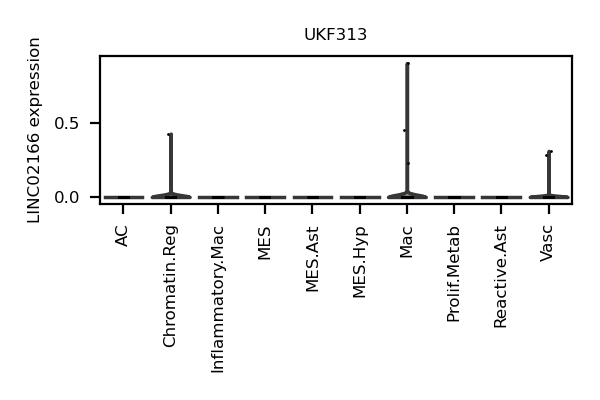 UKF313
LINC02166 expression
0.5
0.0
AC
Chromatin.Reg
Inflammatory.Mac
MES
MES.Ast
MES.Hyp
Mac
Prolif.Metab
Reactive.Ast
Vasc